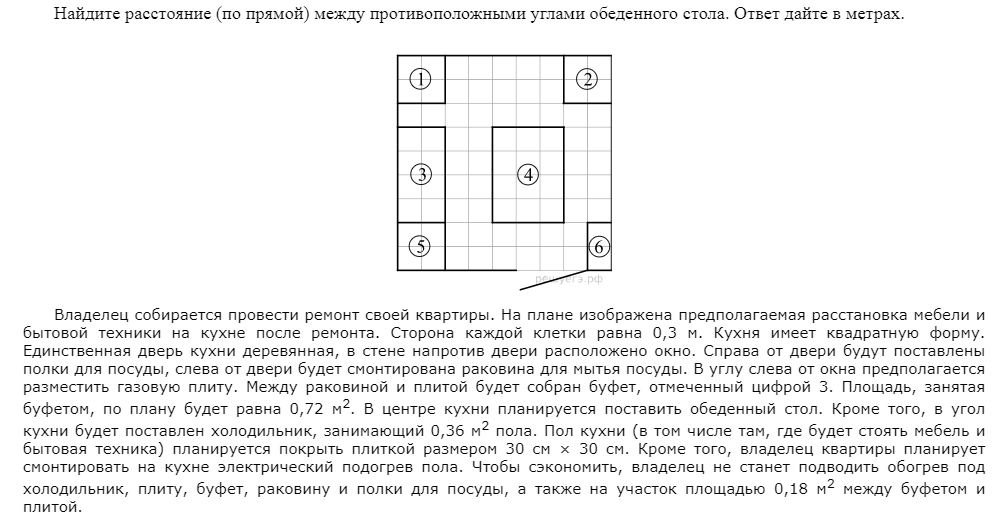 Найдите расстояние (по прямой) между противоположными углами обеденного стола. Ответ дайте в метрах.
1
2
3
4
5
6
решуегэ.рф
Владелец собирается провести ремонт своей квартиры. На плане изображена предполагаемая расстановка мебели и
бытовой техники на кухне после ремонта. Сторона каждой клетки равна 0,3 м. Кухня имеет квадратную форму.
Единственная дверь кухни деревянная, в стене напротив двери расположено окно. Справа от двери будут поставлены
полки для посуды, слева от двери будет смонтирована раковина для мытья посуды. В углу слева от окна предполагается
разместить газовую плиту. Между раковиной и плитой будет собран буфет, отмеченный цифрой 3. Площадь, занятая
буфетом, по плану будет равна 0,72 м². В центре кухни планируется поставить обеденный стол. Кроме того, в угол
кухни будет поставлен холодильник, занимающий 0,36 м² пола. Пол кухни (в том числе там, где будет стоять мебель и
бытовая техника) планируется покрыть плиткой размером 30 см × 30 см. Кроме того, владелец квартиры планирует
смонтировать на кухне электрический подогрев пола. Чтобы сэкономить, владелец не станет подводить обогрев под
холодильник, плиту, буфет, раковину и полки для посуды, а также на участок площадью 0,18 м² между буфетом и
плитой.